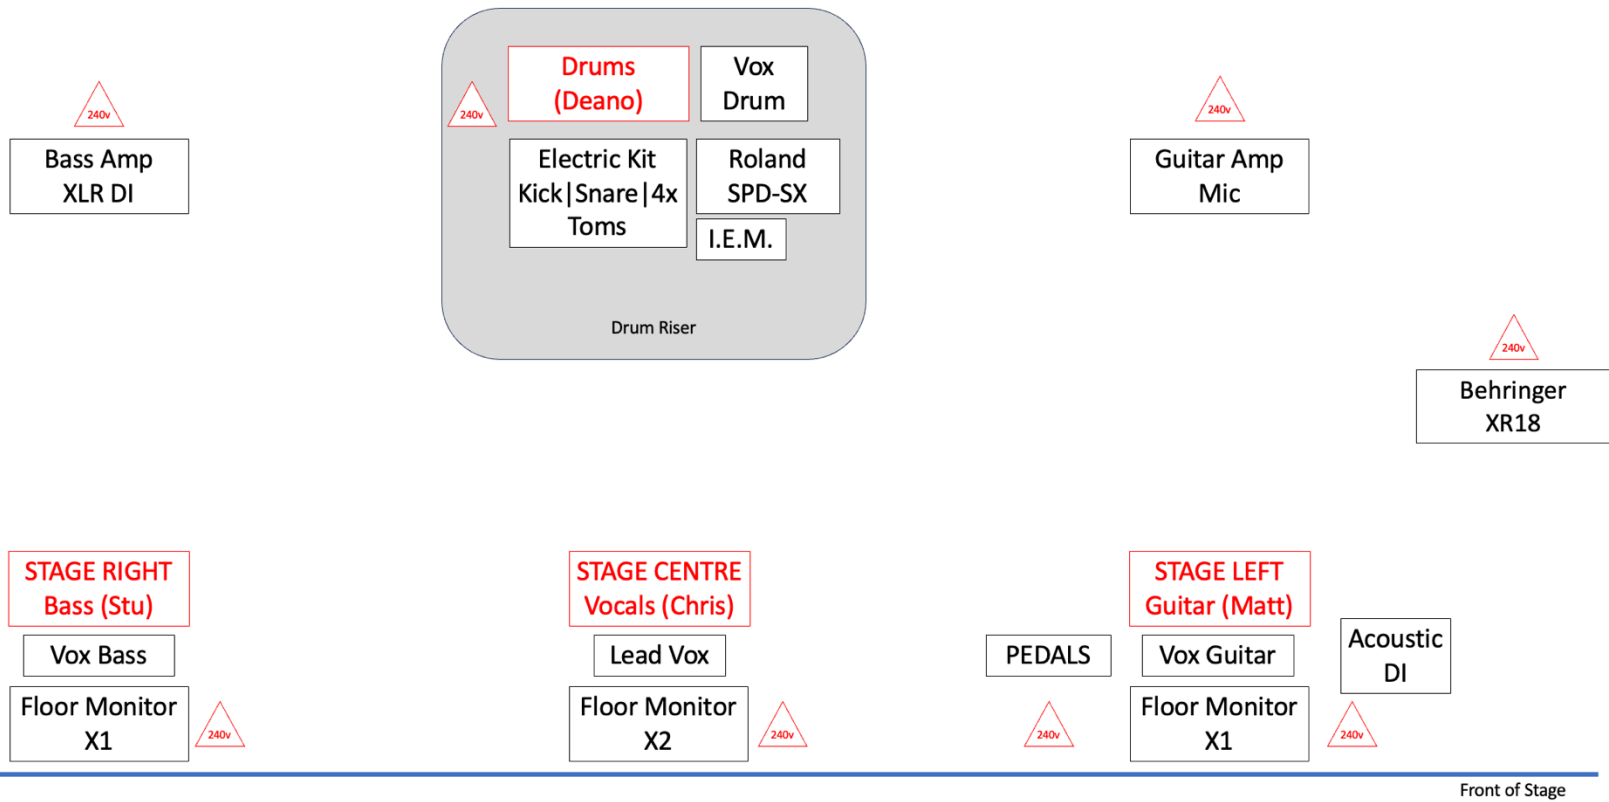 Drums
(Deano)
Vox
Drum
240v
240v
240v
Bass Amp
XLR DI
Electric Kit
Kick|Snare|4x
Toms
Roland
SPD-SX
I.E.M.
Guitar Amp
Mic
Drum Riser
240v
Behringer
XR18
STAGE RIGHT
Bass (Stu)
STAGE CENTRE
Vocals (Chris)
STAGE LEFT
Guitar (Matt)
Vox Bass
Lead Vox
PEDALS
Vox Guitar
Acoustic
DI
Floor Monitor
X1
240v
Floor Monitor
X2
240v
240v
Floor Monitor
X1
240v
Front of Stage